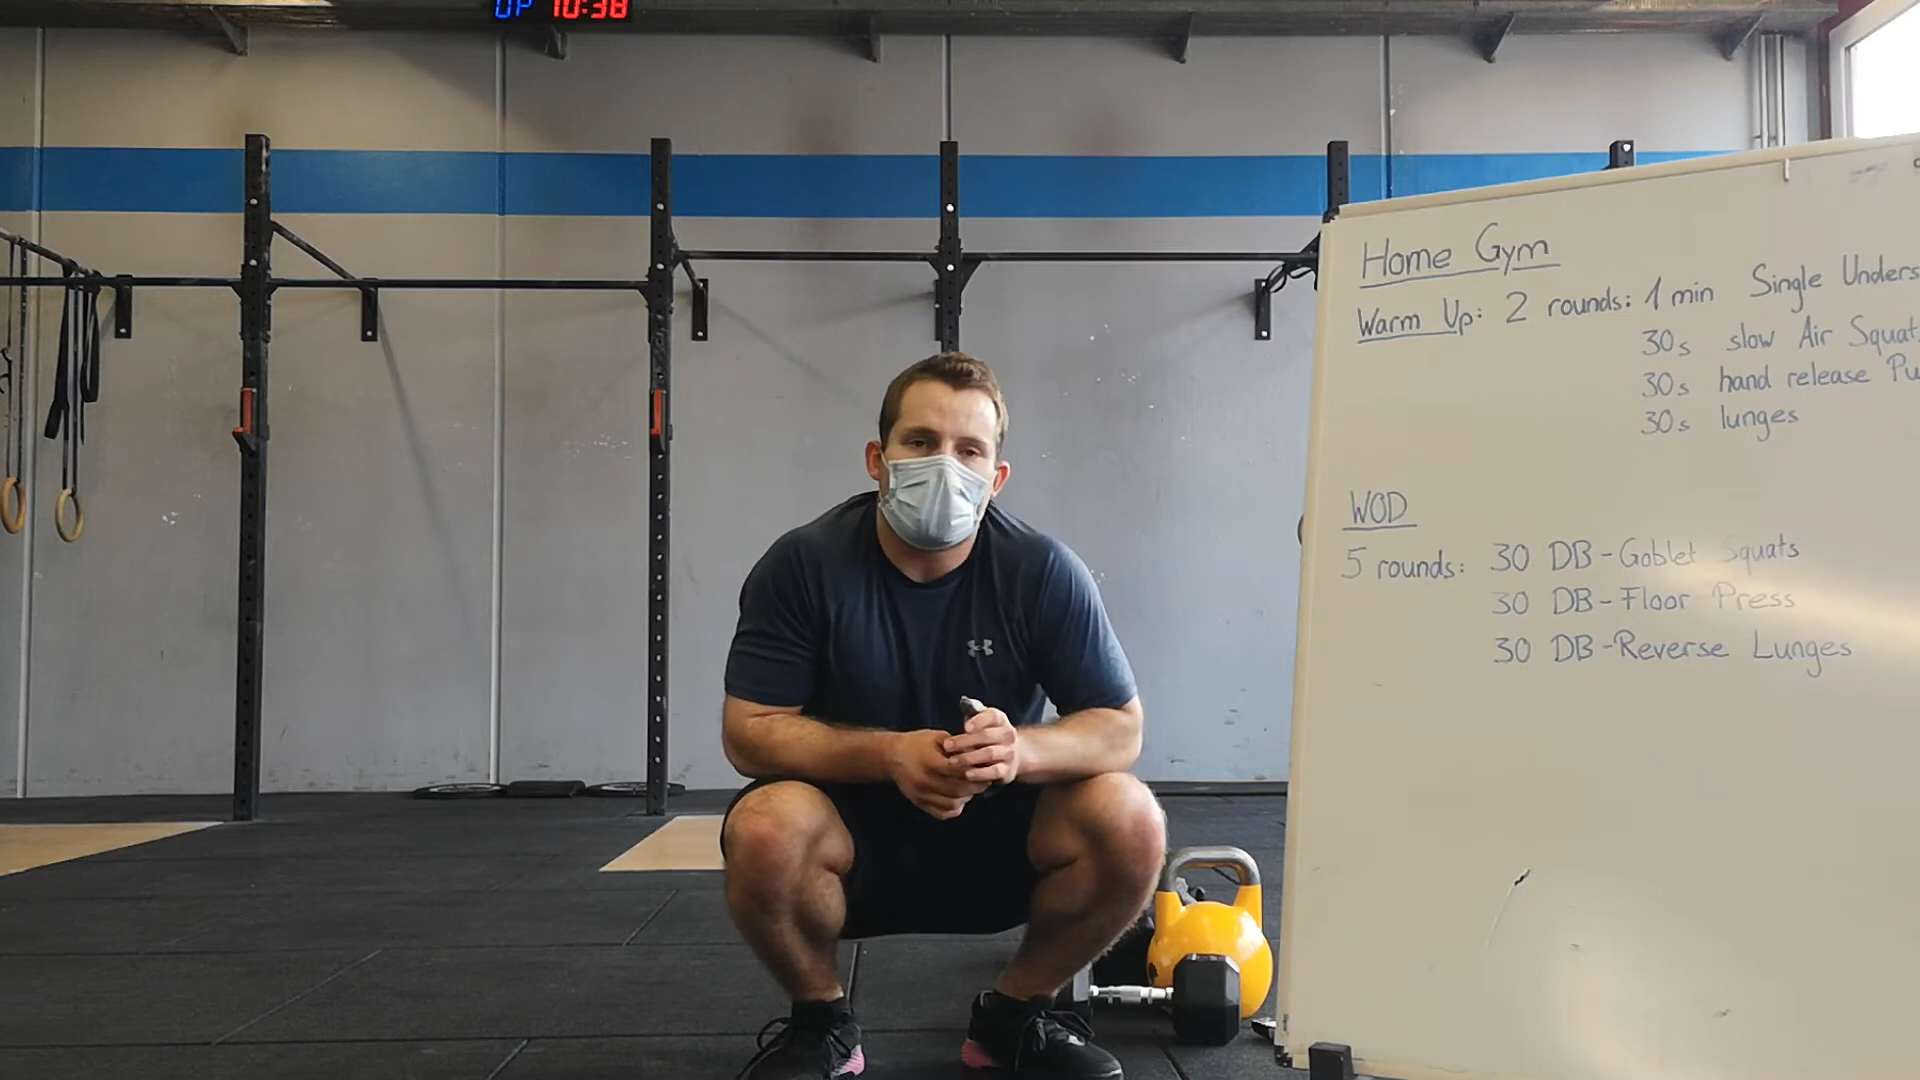 UP 10:38
Home Gym
Warm Up: 2 rounds: 1 min Single Unders
30s slow Air Squats
30s hand release
30s lunges
WOD
5 rounds: 30 DB-Goblet Squats
30 DB-Floor Press
30 DB-Reverse Lunges